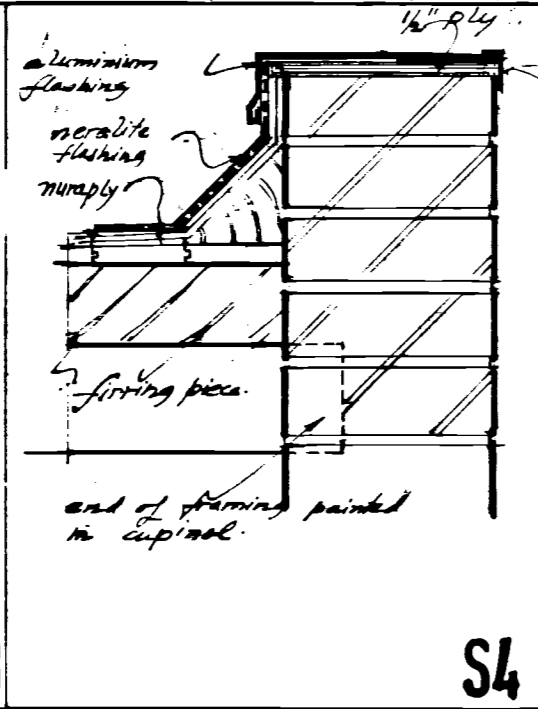 1/2" ply
aluminium
flashing
neralite
flashing
nuraply
firring piece.
end of framing painted
in cupinol.
S4